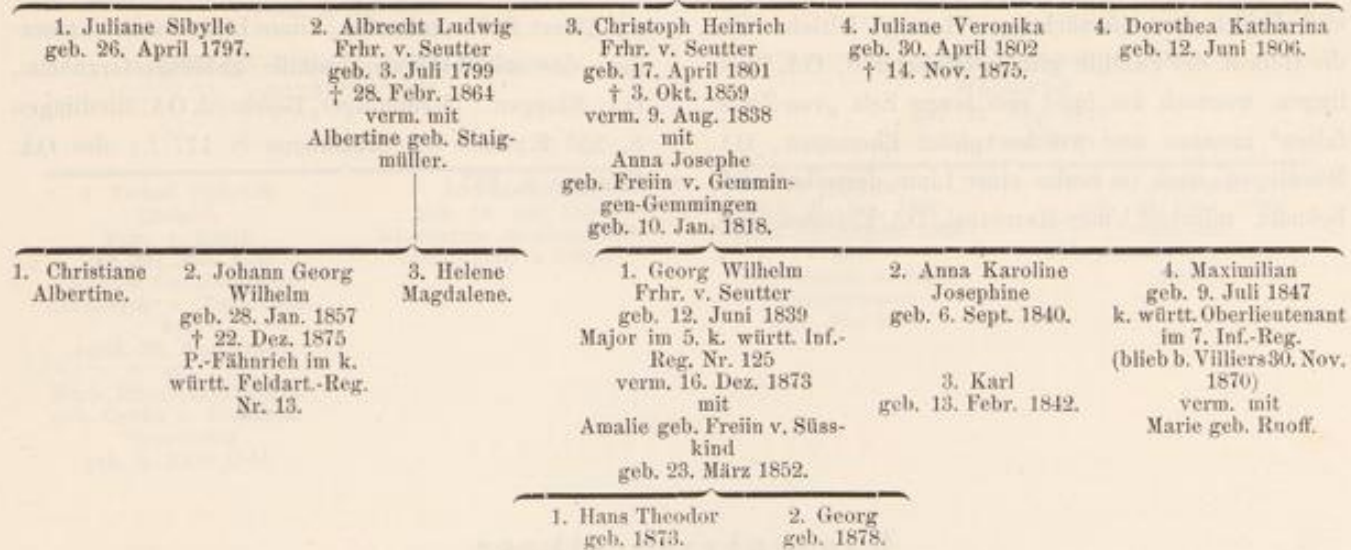 1. Juliane Sibylle
geb. 26. April 1797.
2. Albrecht Ludwig
Frhr. v. Seutter
geb. 3. Juli 1799
† 28. Febr. 1864
verm. mit
Albertine geb. Staig-
müller.
3. Christoph Heinrich
Frhr. v. Seutter
geb. 17. April 1801
† 3. Okt. 1859
verm. 9. Aug. 1838
mit
Anna Josephe
geb. Freiin v. Gemmin-
gen-Gemmingen
geb. 10. Jan. 1818.
4. Juliane Veronika
geb. 30. April 1802
† 14. Nov. 1875.
4. Dorothea Katharina
geb. 12. Juni 1806.
1. Christiane
Albertine.
2. Johann Georg
Wilhelm
geb. 28. Jan. 1857
† 22. Dez. 1875
P.-Fähnrich im k.
württ. Feldart.-Reg.
Nr. 13.
3. Helene
Magdalene.
1. Georg Wilhelm
Frhr. v. Seutter
geb. 12. Juni 1839
Major im 5. k. württ. Inf.-
Reg. Nr. 125
verm. 16. Dez. 1873
mit
Amalie geb. Freiin v. Süss-
kind
geb. 23. März 1852.
2. Anna Karoline
Josephine
geb. 6. Sept. 1840.
3. Karl
geb. 13. Febr. 1842.
4. Maximilian
geb. 9. Juli 1847
k. württ. Oberlieutenant
im 7. Inf.-Reg.
(blieb b. Villiers 30. Nov.
1870)
verm. mit
Marie geb. Ruoff.
1. Hans Theodor
geb. 1873.
2. Georg
geb. 1878.